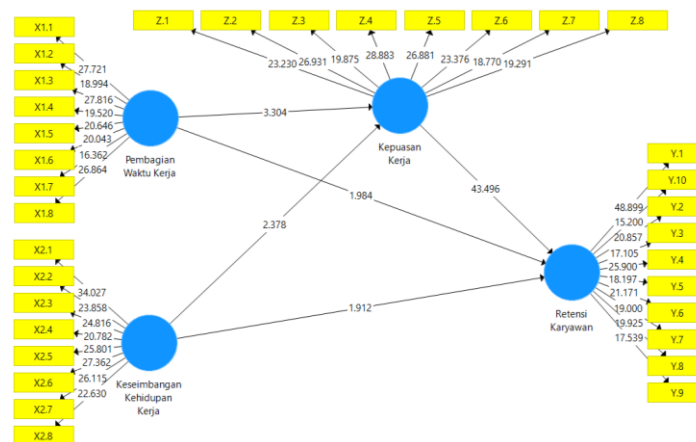 Z.1
Z.2
Z.3
Z.4
Z.5
Z.6
Z.7
Z.8
23.230
26.931
19.875
28.883
26.881
23.376
18.770
19.291
X1.1
X1.2
X1.3
X1.4
X1.5
X1.6
X1.7
X1.8
27.721
18.994
27.816
19.520
20.646
20.043
16.362
26.864
Pembagian
Waktu Kerja
3.304
Kepuasan
Kerja
2.378
1.984
43.496
1.912
X2.1
X2.2
X2.3
X2.4
X2.5
X2.6
X2.7
X2.8
34.027
23.858
24.816
20.782
25.801
27.362
26.115
22.630
Keseimbangan
Kehidupan
Kerja
Retensi
Karyawan
48.899
15.200
20.857
17.105
25.900
18.197
21.171
19.000
19.925
17.539
Y.1
Y.10
Y.2
Y.3
Y.4
Y.5
Y.6
Y.7
Y.8
Y.9